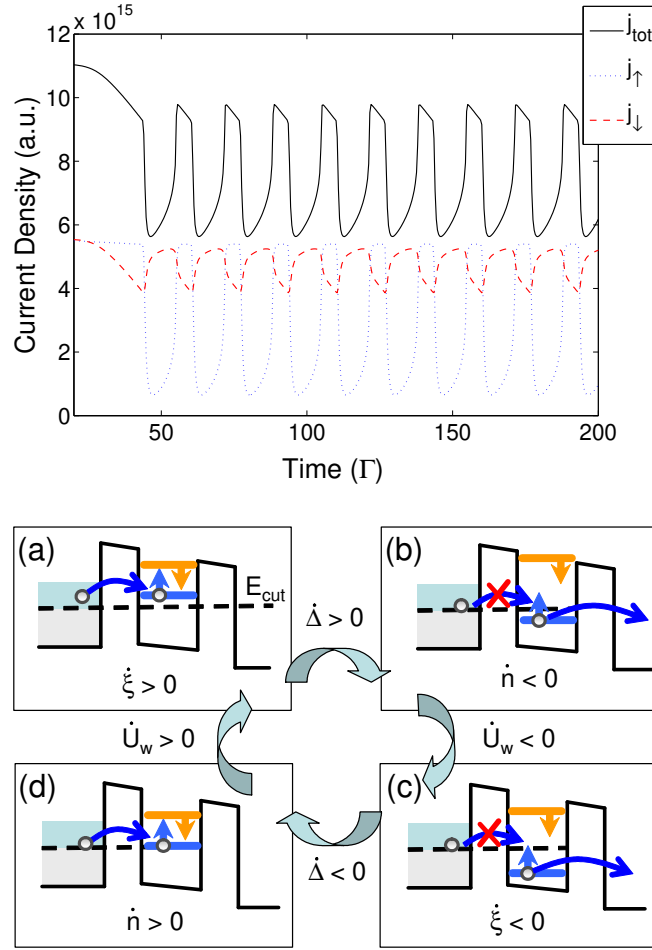 x 10^15
12
10
8
6
4
2
0
Current Density (a.u.)
50 100 150 200
Time (Γ)
j_tot
j_↑
j_↓
(a)
E_cut
ξ̇ > 0
Δ̇ > 0
(b)
ṅ < 0
U̇_w > 0
U̇_w < 0
(d)
ṅ > 0
Δ̇ < 0
(c)
ξ̇ < 0